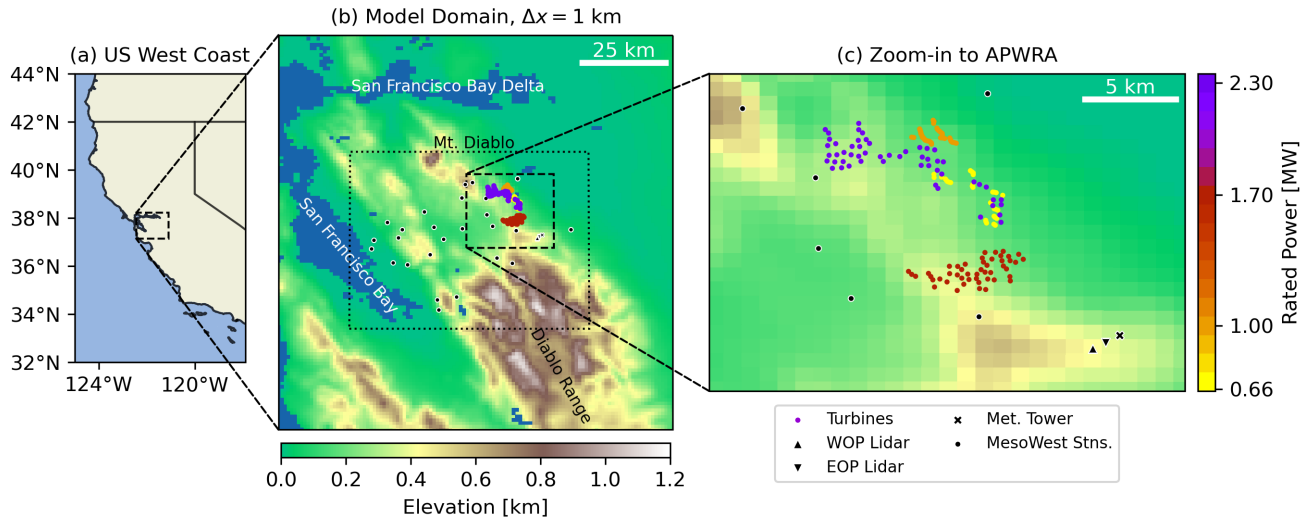 (a) US West Coast
44°N
42°N
40°N
38°N
36°N
34°N
32°N
124°W
120°W
(b) Model Domain, Δx = 1 km
25 km
San Francisco Bay Delta
Mt. Diablo
San Francisco Bay
Diablo Range
0.0
0.2
0.4
0.6
0.8
1.0
1.2
Elevation [km]
(c) Zoom-in to APWRA
5 km
2.30
1.70
1.00
0.66
Rated Power [MW]
Turbines
WOP Lidar
EOP Lidar
Met. Tower
MesoWest Stns.